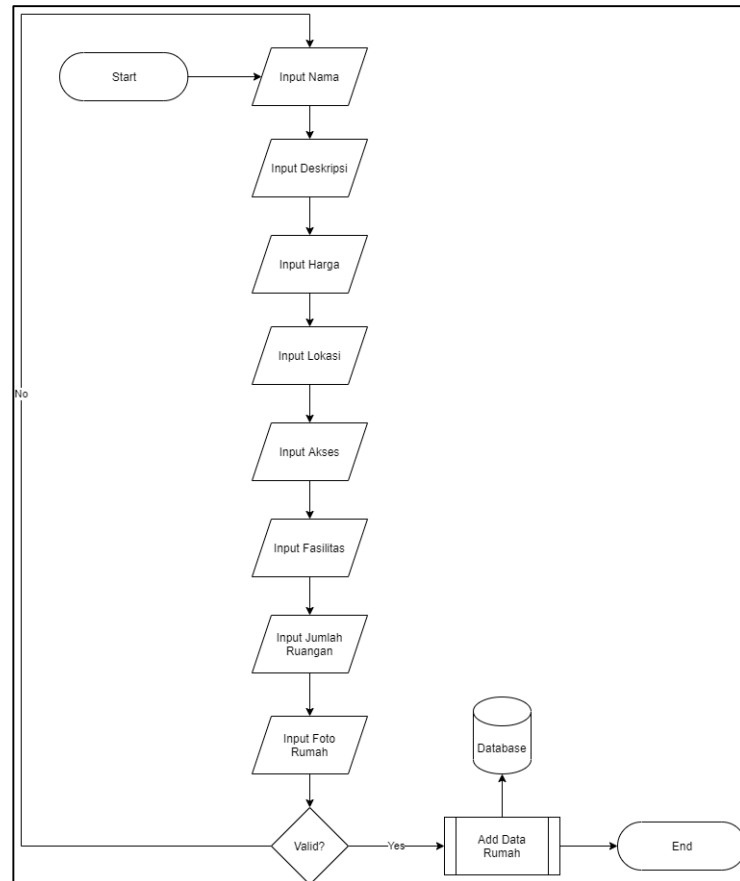 Start
Input Nama
Input Deskripsi
Input Harga
Input Lokasi
No
Input Akses
Input Fasilitas
Input Jumlah
Ruangan
Input Foto
Rumah
Database
Valid?
Yes
Add Data
Rumah
End